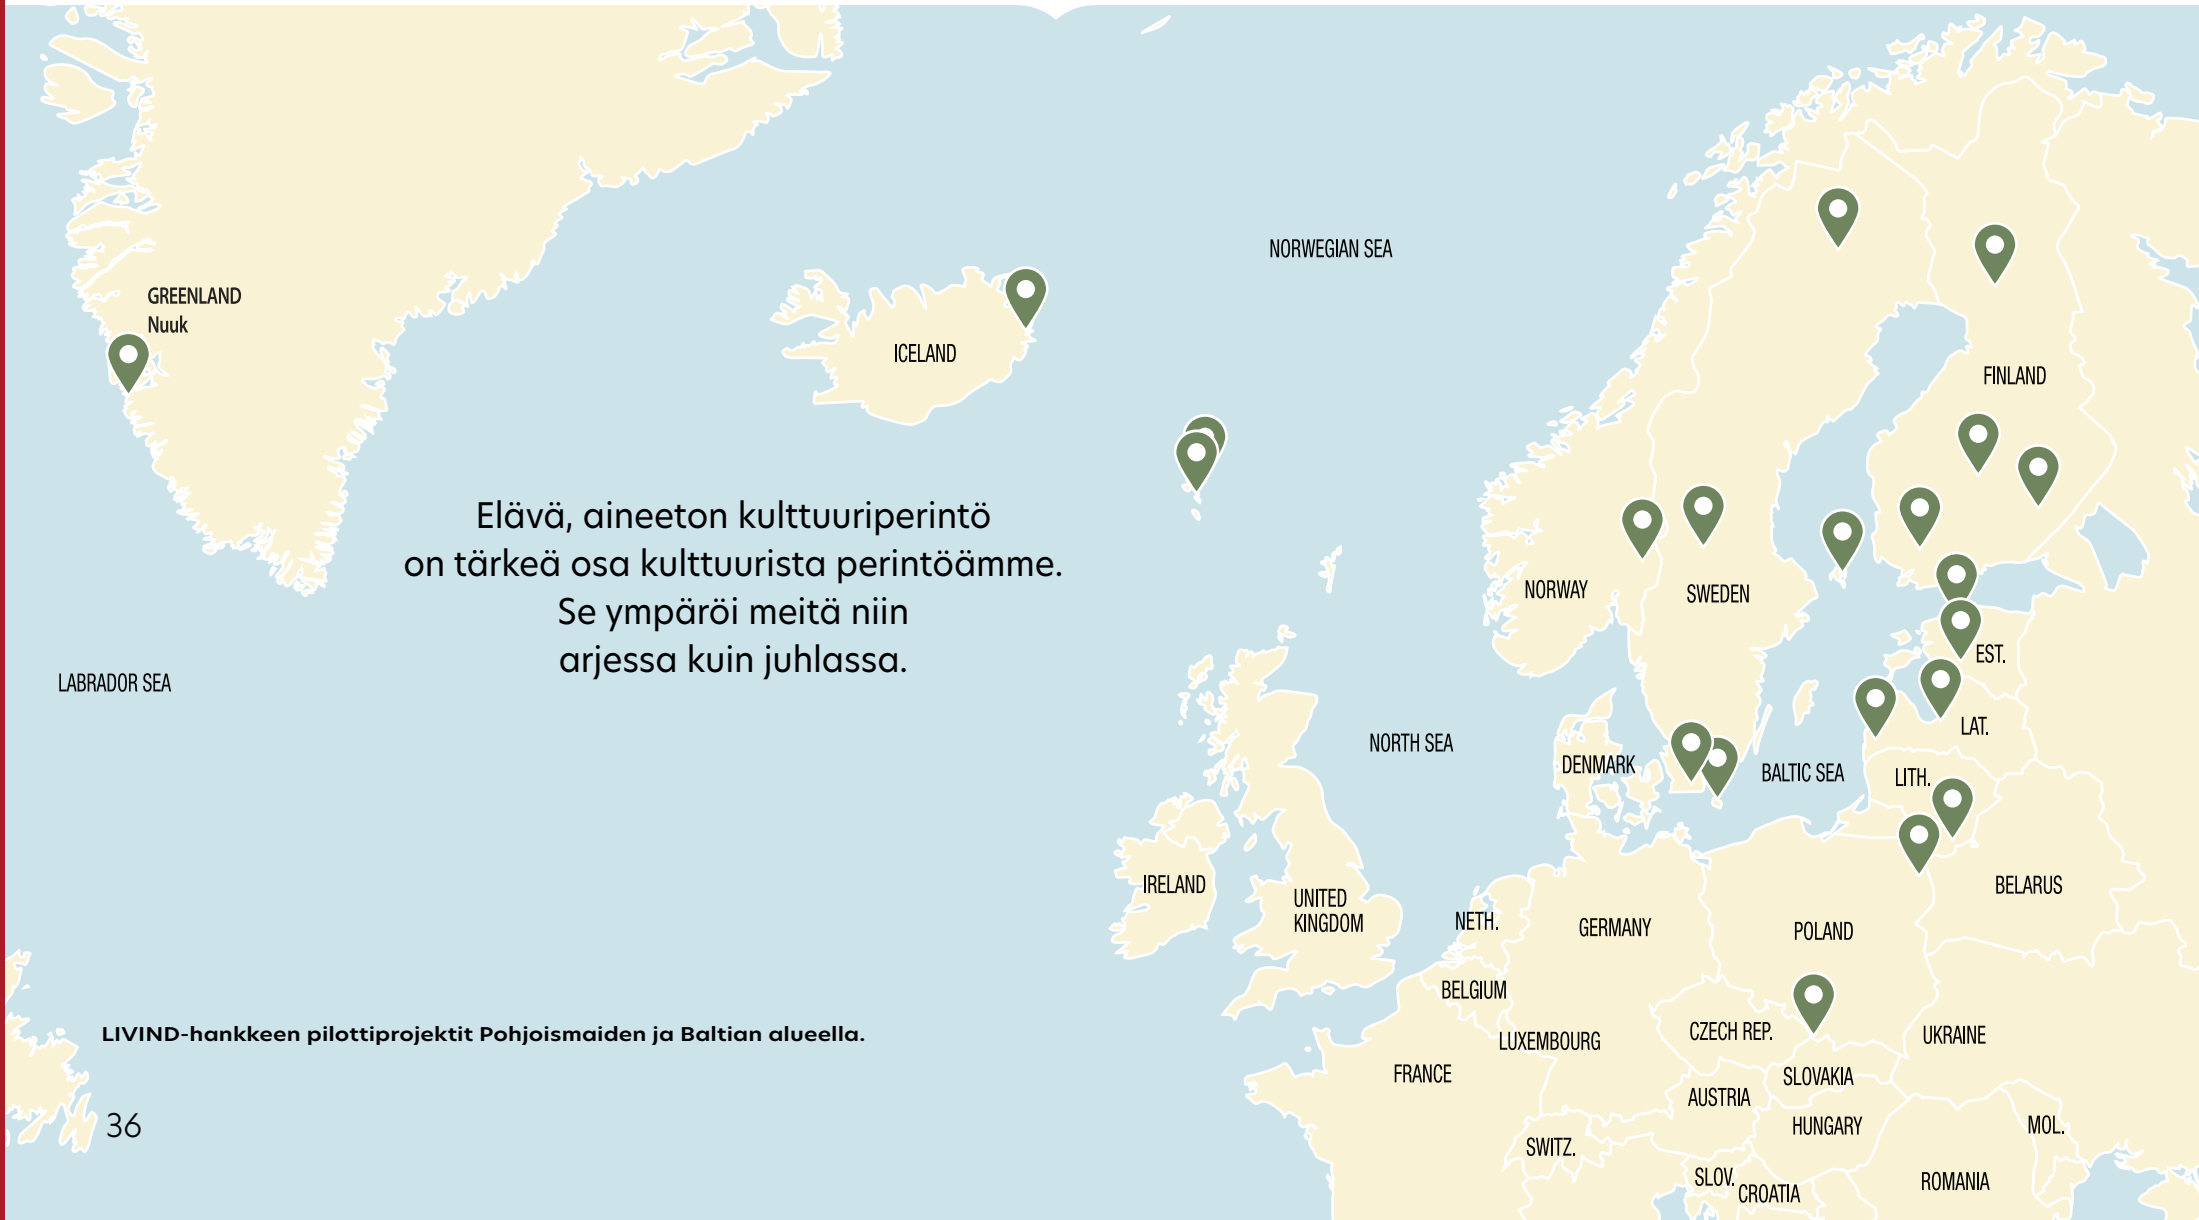 NORWEGIAN SEA
GREENLAND
Nuuk
ICELAND
FINLAND
Elävä, aineeton kulttuuriperintö
on tärkeä osa kulttuurista perintöämme.
Se ympäröi meitä niin
arjessa kuin juhlassa.
NORWAY
SWEDEN
EST.
LABRADOR SEA
LAT.
NORTH SEA
DENMARK
BALTIC SEA
LITH.
IRELAND
UNITED
KINGDOM
BELARUS
NETH.
GERMANY
POLAND
BELGIUM
LIVIND-hankkeen pilottiprojektit Pohjoismaiden ja Baltian alueella.
LUXEMBOURG
CZECH REP.
UKRAINE
FRANCE
SLOVAKIA
AUSTRIA
HUNGARY
MOL.
36
SWITZ.
SLOV.
CROATIA
ROMANIA